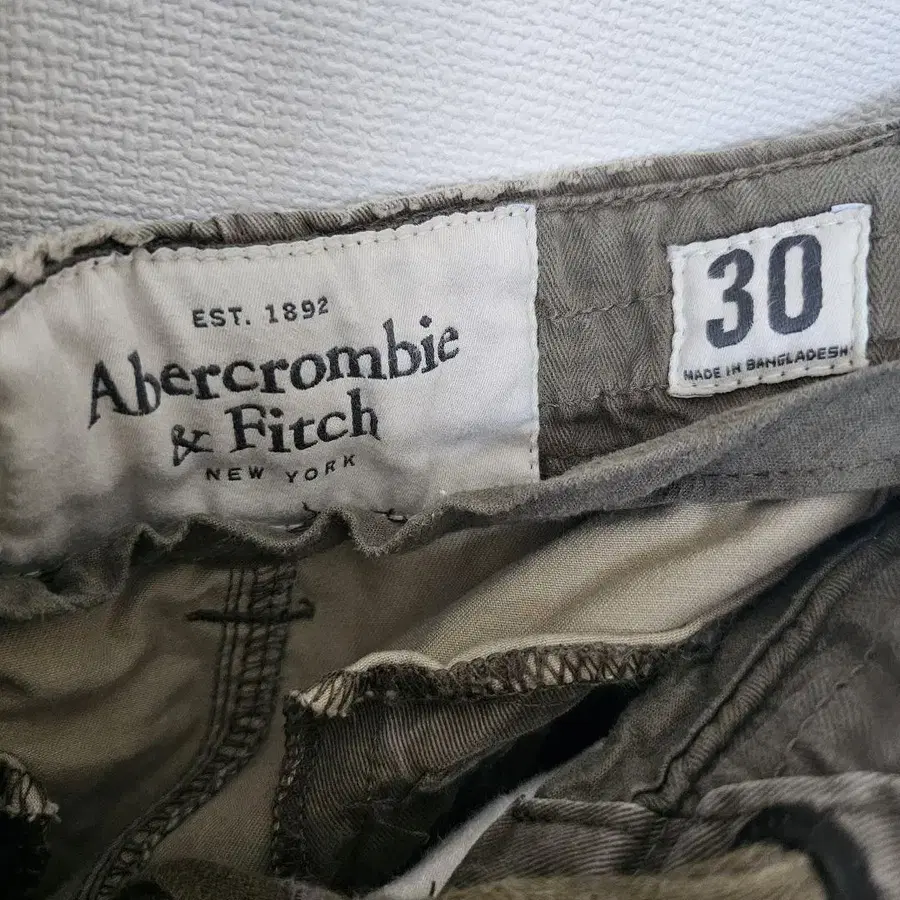 EST. 1892
Abercrombie
& Fitch
NEW YORK
30
MADE IN BANGLADESH